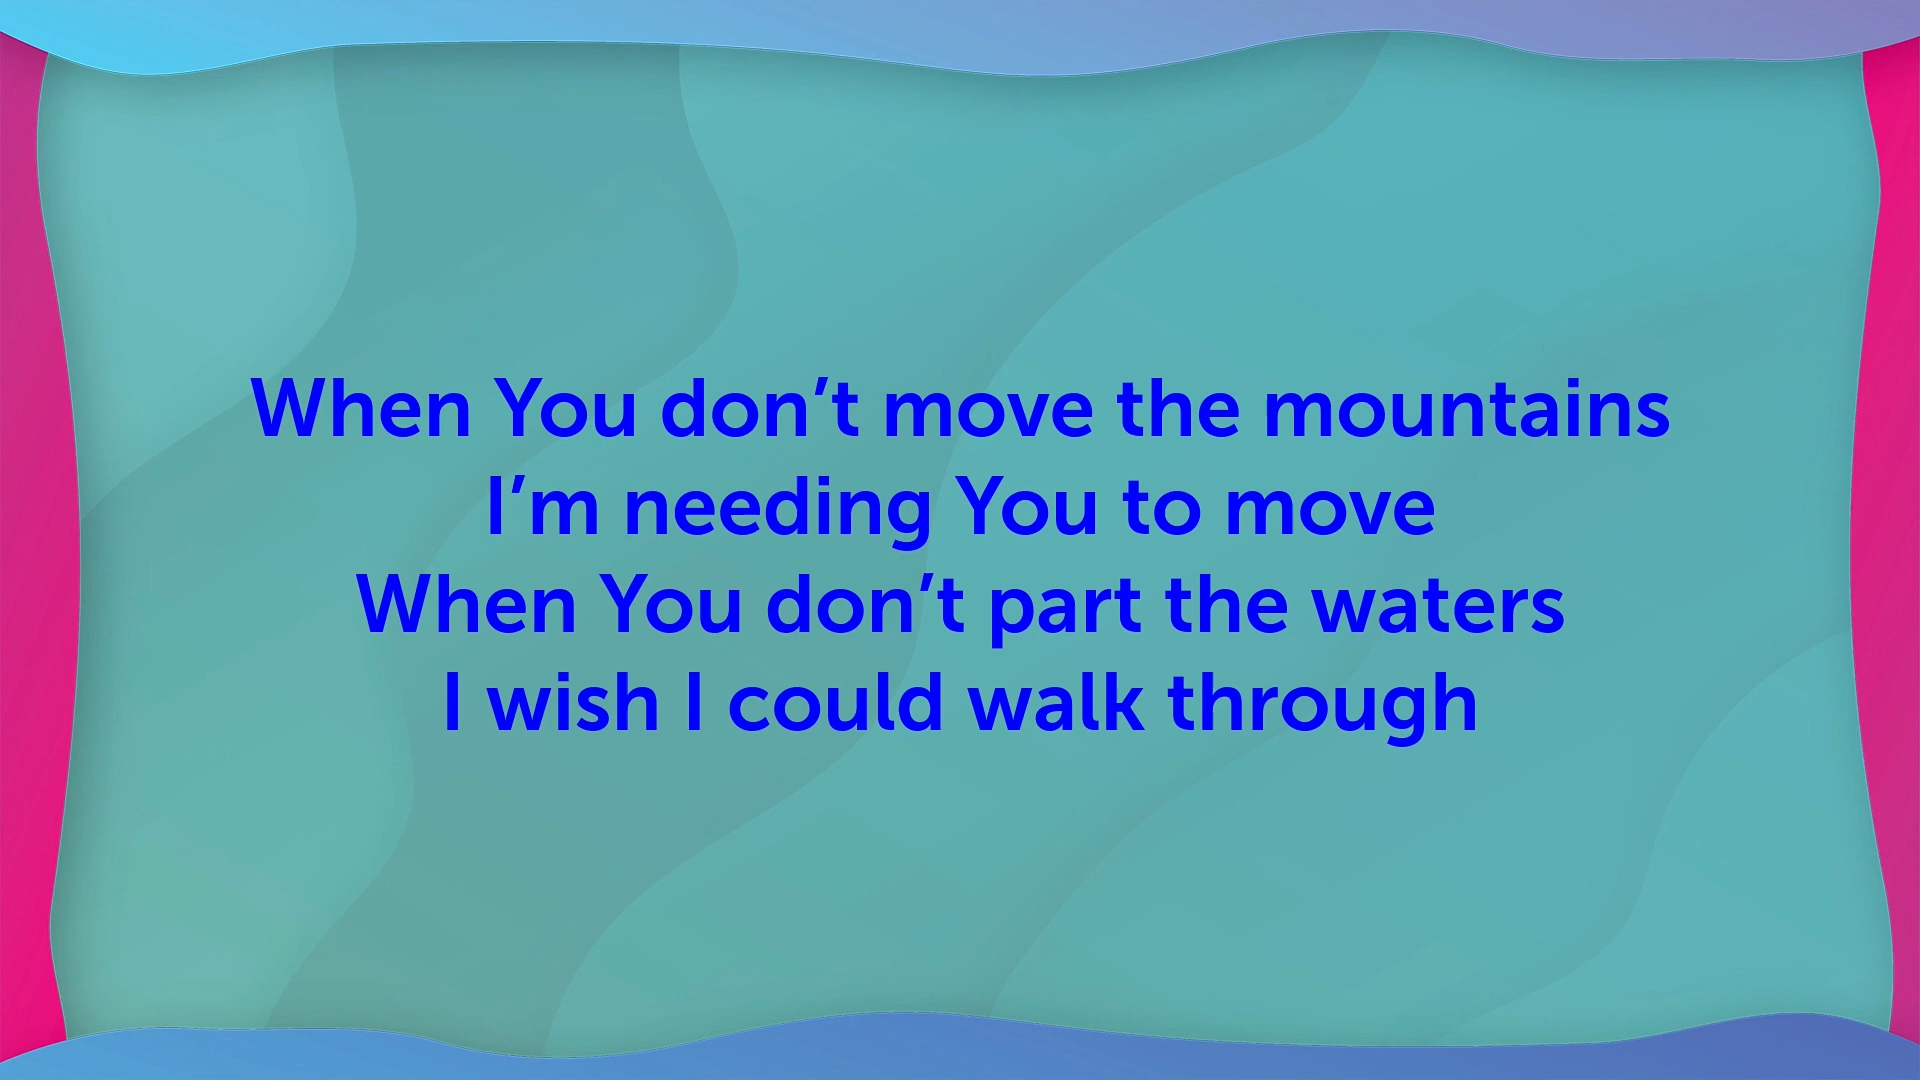 When You don’t move the mountains
I’m needing You to move
When You don’t part the waters
I wish I could walk through